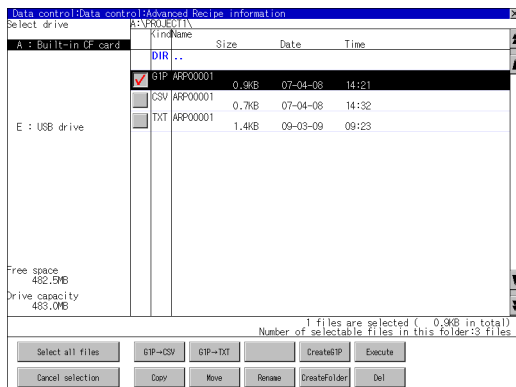 Data control:Data control:Advanced Recipe information
Select drive
A:\PROJECT1\
A : Built-in CF card
E : USB drive
Kind Name Size Date Time
DIR ..
G1P ARP00001 0.9KB 07-04-08 14:21
CSV ARP00001 0.7KB 07-04-08 14:32
TXT ARP00001 1.4KB 09-03-09 09:23
Free space
482.5MB
Drive capacity
483.0MB
1 files are selected ( 0.9KB in total)
Number of selectable files in this folder:3 files
Select all files G1P→CSV G1P→TXT CreateG1P Execute
Cancel selection Copy Move Rename CreateFolder Del